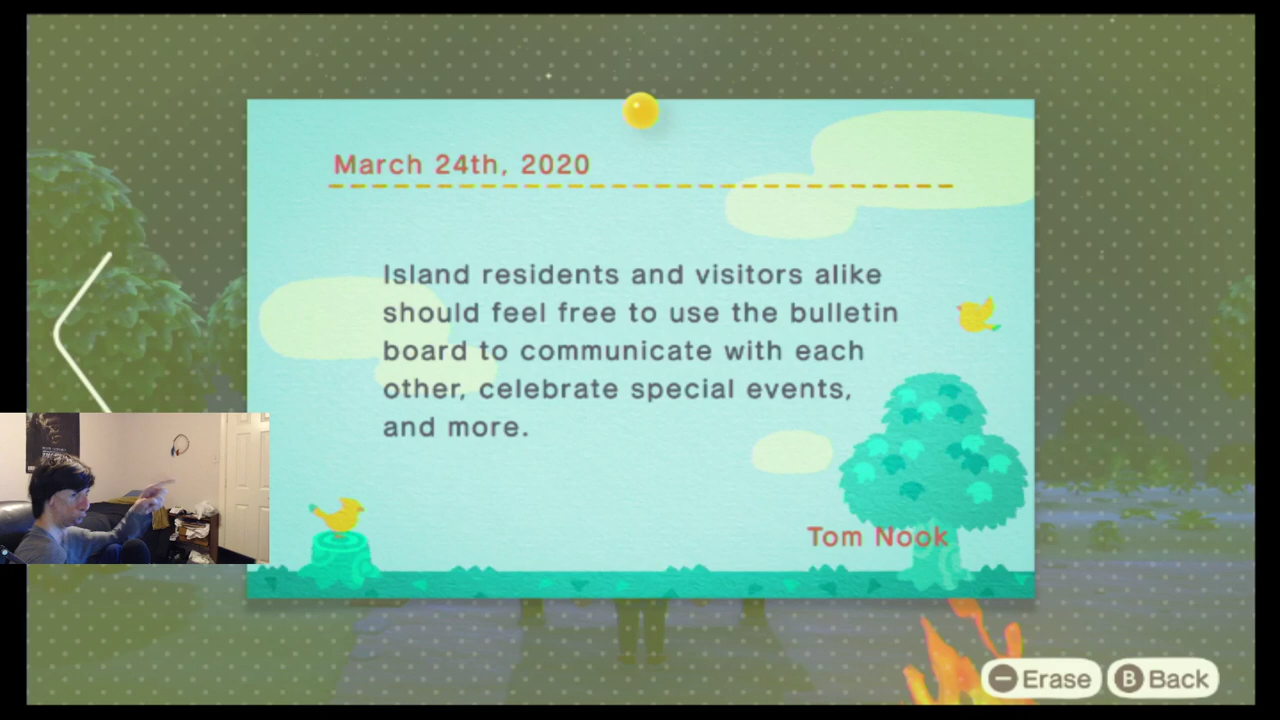 March 24th, 2020
Island residents and visitors alike
should feel free to use the bulletin
board to communicate with each
other, celebrate special events,
and more.
Tom Nook
Erase
B Back